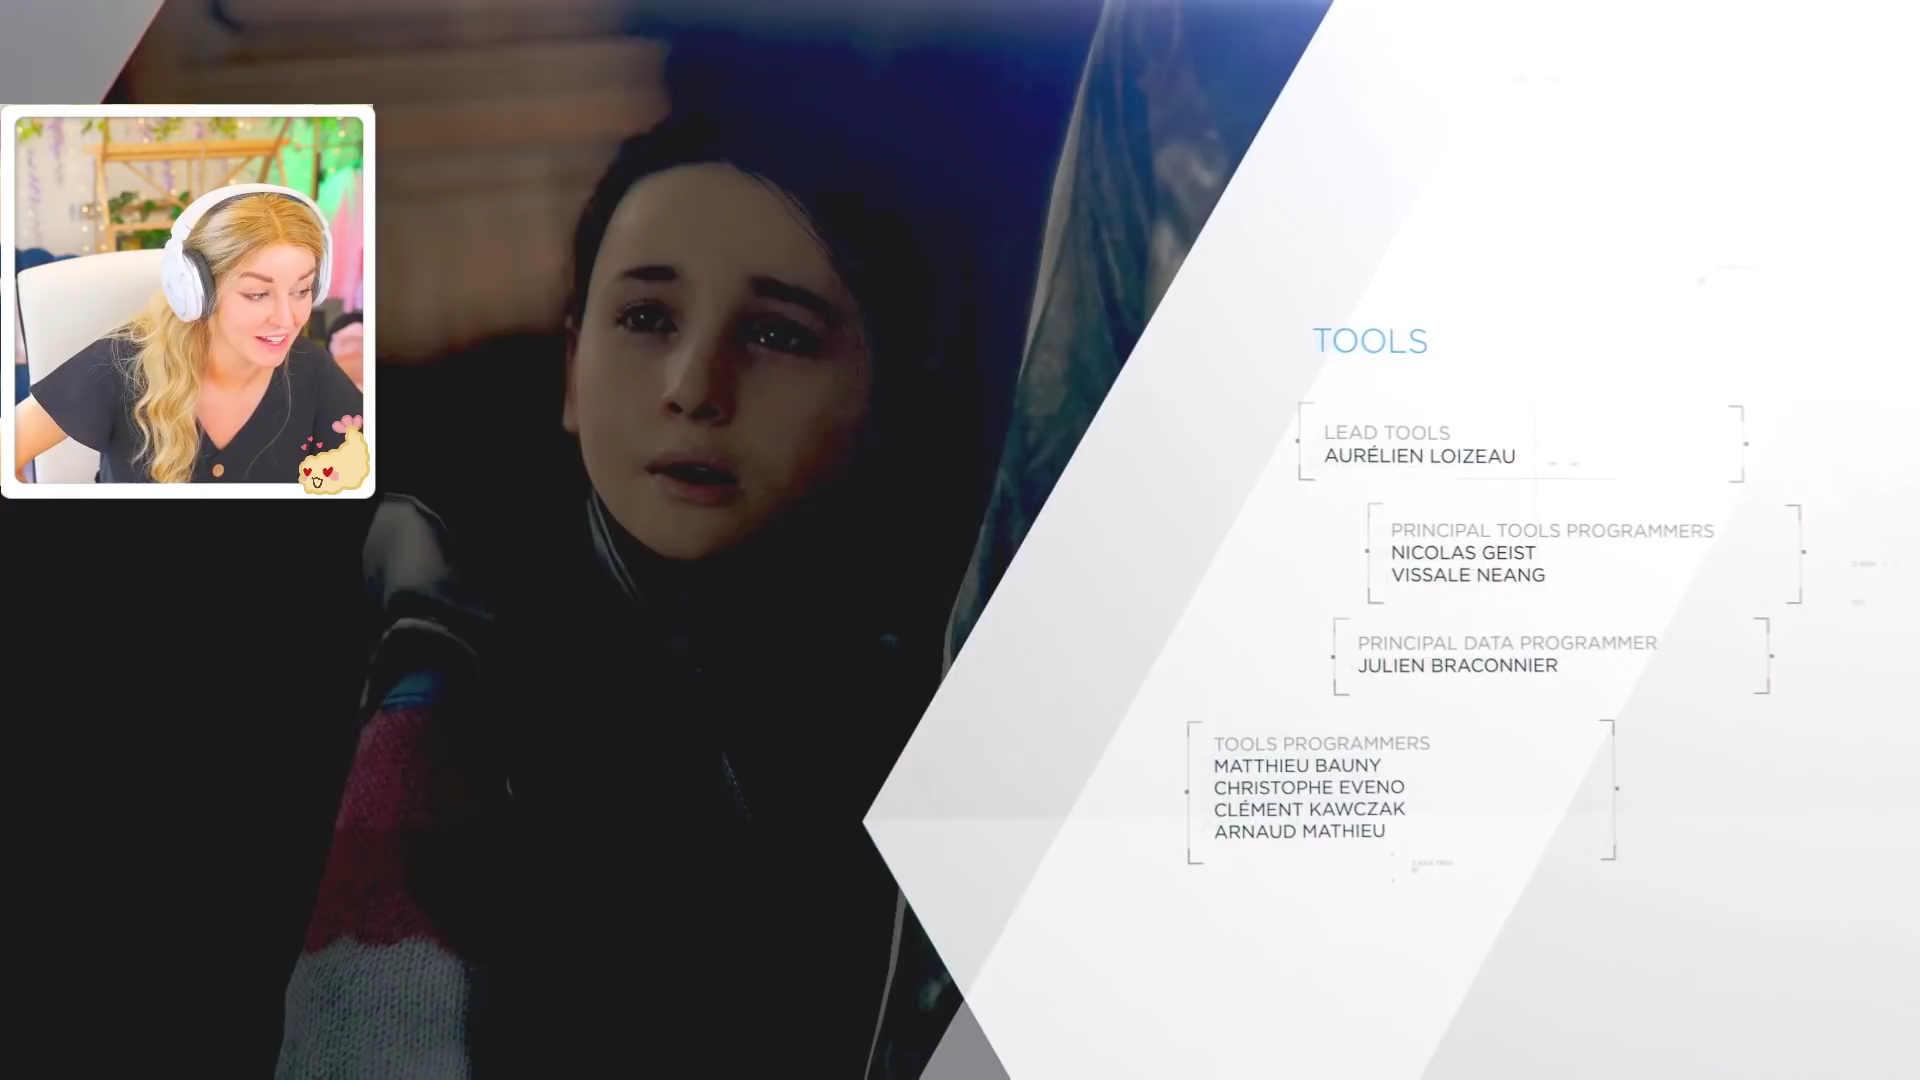 TOOLS
LEAD TOOLS
AURÉLIEN LOIZEAU
PRINCIPAL TOOLS PROGRAMMERS
NICOLAS GEIST
VISSALE NEANG
PRINCIPAL DATA PROGRAMMER
JULIEN BRACONNIER
TOOLS PROGRAMMERS
MATTHIEU BAUNY
CHRISTOPHE EVENO
CLÉMENT KAWCZAK
ARNAUD MATHIEU